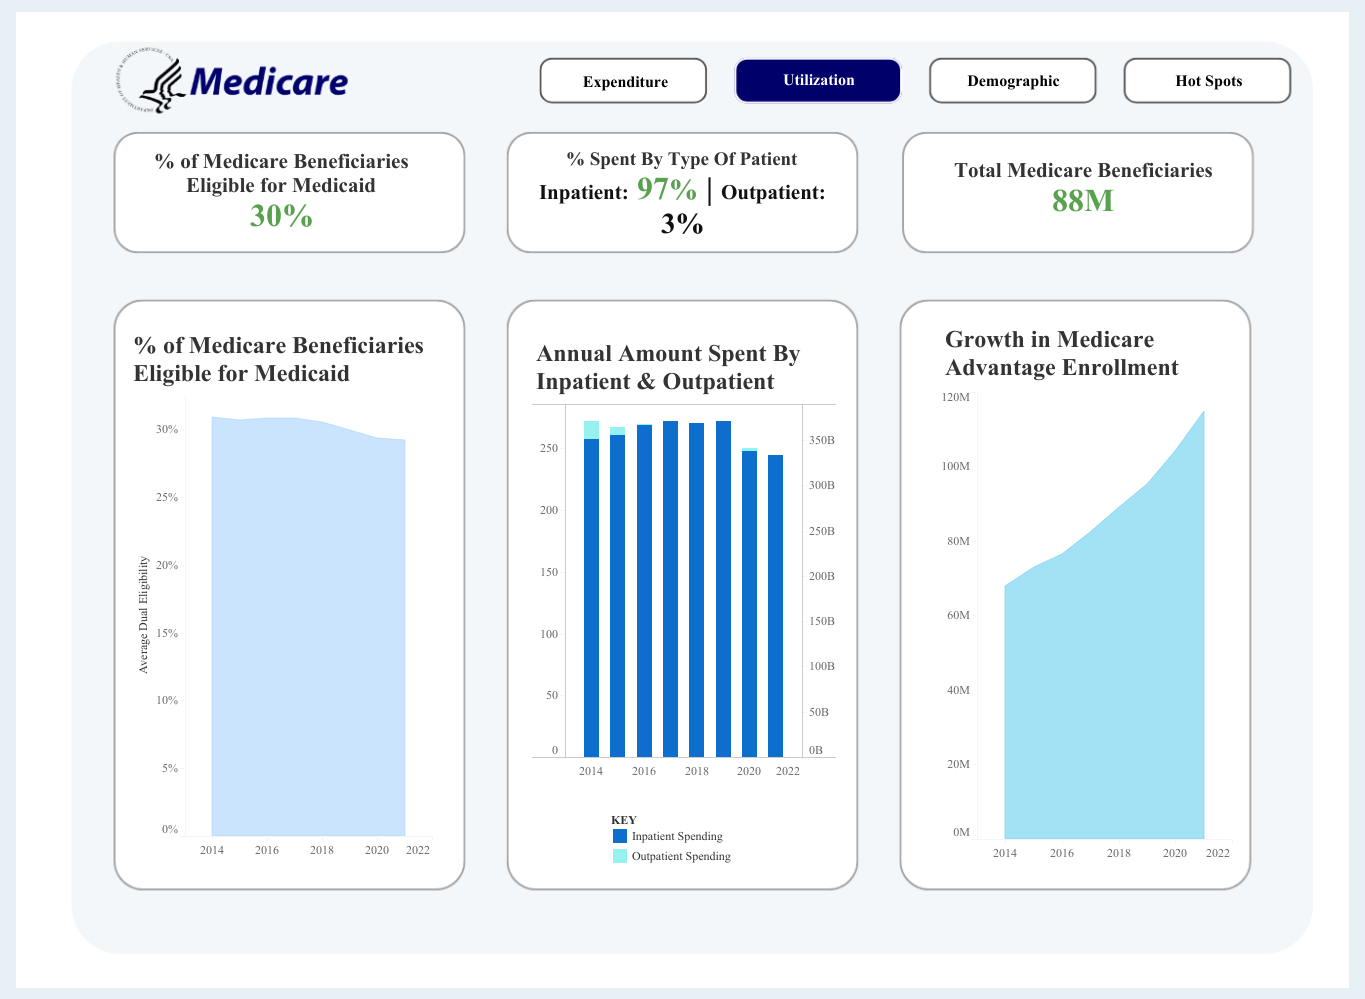 Medicare
Expenditure
Utilization
Demographic
Hot Spots
% of Medicare Beneficiaries
Eligible for Medicaid
30%
% Spent By Type Of Patient
Inpatient: 97% | Outpatient:
3%
Total Medicare Beneficiaries
88M
% of Medicare Beneficiaries
Eligible for Medicaid
Average Dual Eligibility
30%
25%
20%
15%
10%
5%
0%
2014 2016 2018 2020 2022
Annual Amount Spent By
Inpatient & Outpatient
250
200
150
100
50
0
350B
300B
250B
200B
150B
100B
50B
0B
2014 2016 2018 2020 2022
KEY
Inpatient Spending
Outpatient Spending
Growth in Medicare
Advantage Enrollment
120M
100M
80M
60M
40M
20M
0M
2014 2016 2018 2020 2022